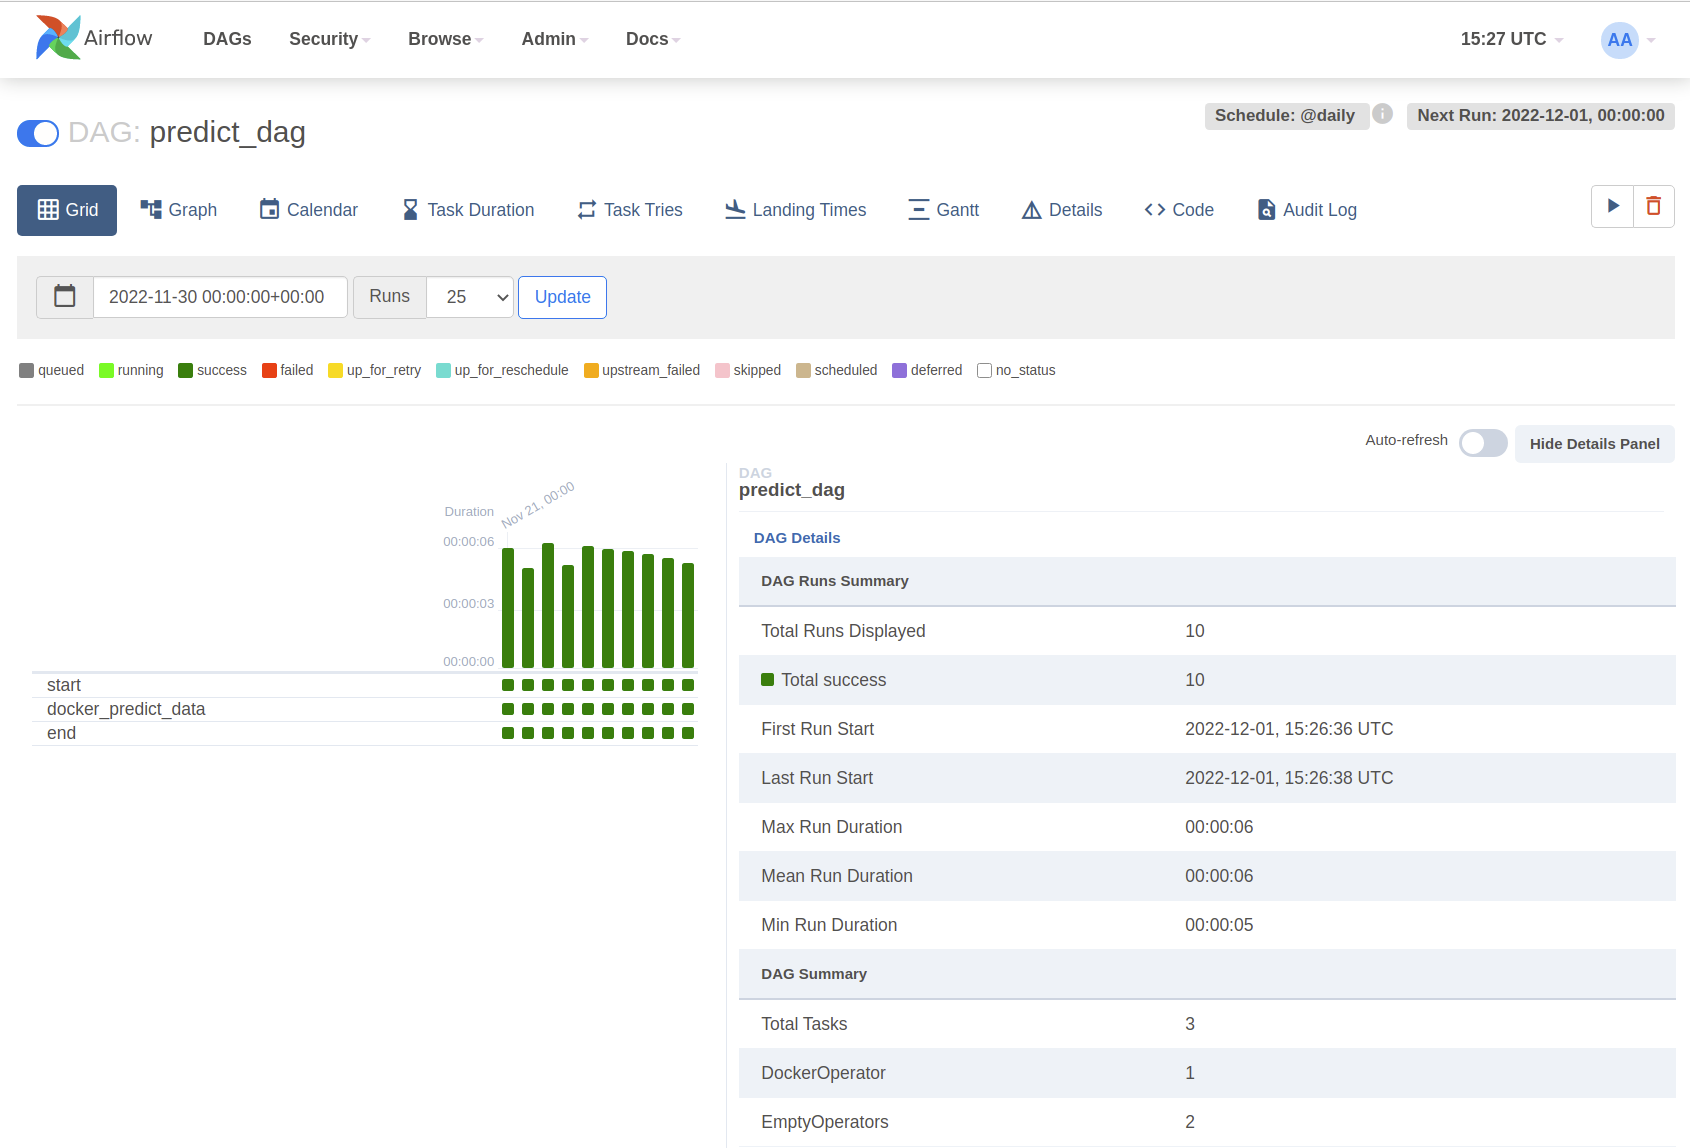 Airflow DAGs Security Browse Admin Docs 15:27 UTC AA
Schedule: @daily Next Run: 2022-12-01, 00:00:00
DAG: predict_dag
Grid Graph Calendar Task Duration Task Tries Landing Times Gantt Details Code Audit Log
2022-11-30 00:00:00+00:00 Runs 25 Update
queued running success failed up_for_retry up_for_reschedule upstream_failed skipped scheduled deferred no_status
Auto-refresh Hide Details Panel
Duration
Nov 21, 00:00
00:00:06
00:00:03
00:00:00
start
docker_predict_data
end
DAG
predict_dag
DAG Details
DAG Runs Summary
Total Runs Displayed 10
Total success 10
First Run Start 2022-12-01, 15:26:36 UTC
Last Run Start 2022-12-01, 15:26:38 UTC
Max Run Duration 00:00:06
Mean Run Duration 00:00:06
Min Run Duration 00:00:05
DAG Summary
Total Tasks 3
DockerOperator 1
EmptyOperators 2